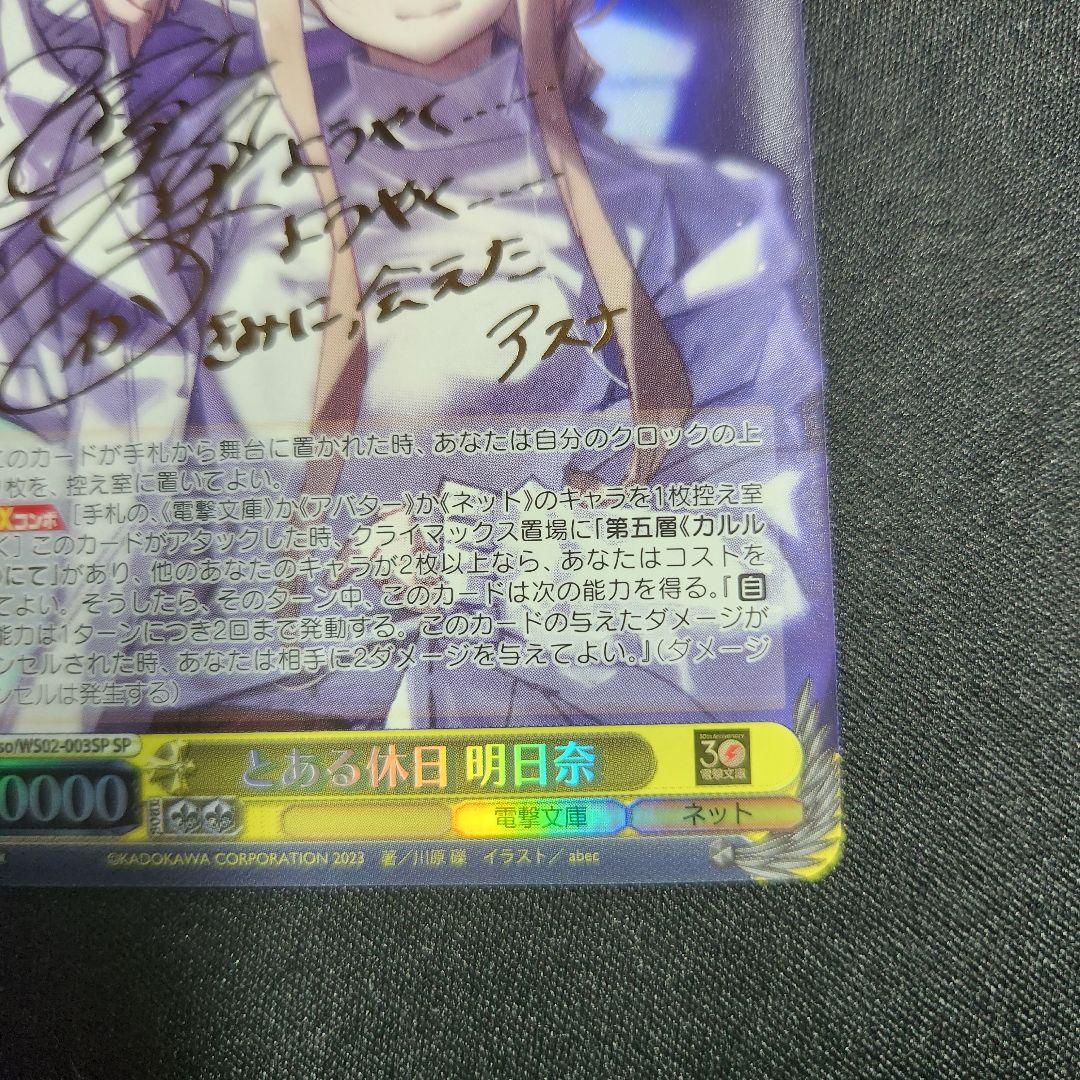 ようやく……
ようやく……
きみに、会えた
アスナ
このカードが手札から舞台に置かれた時、あなたは自分のクロックの上
枚を、控え室に置いてよい。
Xコンボ [手札の、《電撃文庫》か《アバター》か《ネット》のキャラを1枚控え室
く] このカードがアタックした時、クライマックス置場に「第五層《カルル
にて」があり、他のあなたのキャラが2枚以上なら、あなたはコストを
てよい。そうしたら、そのターン中、このカードは次の能力を得る。『自
能力は1ターンにつき2回まで発動する。このカードの与えたダメージが
ンセルされた時、あなたは相手に2ダメージを与えてよい。』(ダメージ
ンセルは発生する)
so/WS02-003SP SP
とある休日 明日奈
30th Anniversary
30
電撃文庫
0000
電撃文庫
ネット
©KADOKAWA CORPORATION 2023 著/川原 礫 イラスト/abec